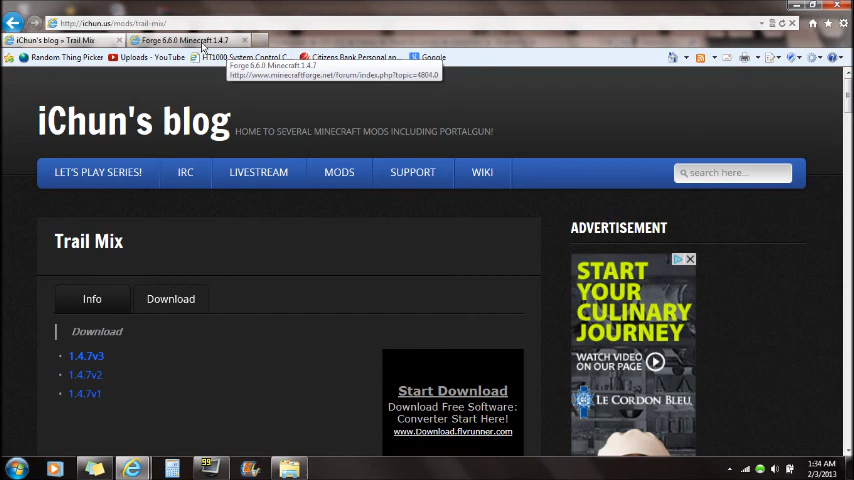 http://ichun.us/mods/trail-mix/
iChun's blog » Trail Mix
Forge 6.6.0 Minecraft 1.4.7
Random Thing Picker
Uploads - YouTube
HT1000 System Control C...
Citizens Bank Personal an...
Google
Forge 6.6.0 Minecraft 1.4.7
http://www.minecraftforge.net/forum/index.php?topic=4804.0
iChun's blog HOME TO SEVERAL MINECRAFT MODS INCLUDING PORTALGUN!
LET'S PLAY SERIES! IRC LIVESTREAM MODS SUPPORT WIKI
search here...
Trail Mix
Info Download
Download
1.4.7v3
1.4.7v2
1.4.7v1
Start Download
Download Free Software:
Converter Start Here!
www.Download.flvrunner.com
ADVERTISEMENT
START
YOUR
CULINARY
JOURNEY
WATCH VIDEO
ON OUR PAGE
LE CORDON BLEU
99
1:34 AM
2/3/2013